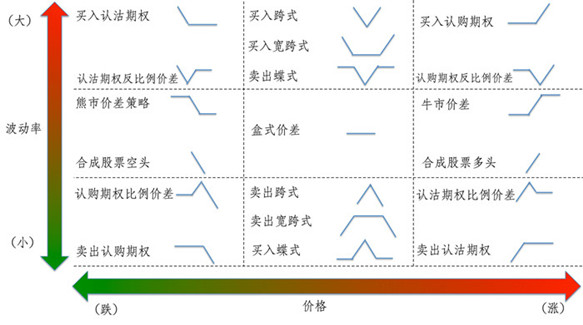 （大）
买入认沽期权
买入跨式
买入认购期权
买入宽跨式
认沽期权反比例价差
卖出蝶式
认购期权反比例价差
熊市价差策略
牛市价差
波动率
盒式价差
合成股票空头
合成股票多头
认购期权比例价差
卖出跨式
认沽期权比例价差
卖出宽跨式
（小）
卖出认购期权
买入蝶式
卖出认沽期权
（跌）
价格
（涨）